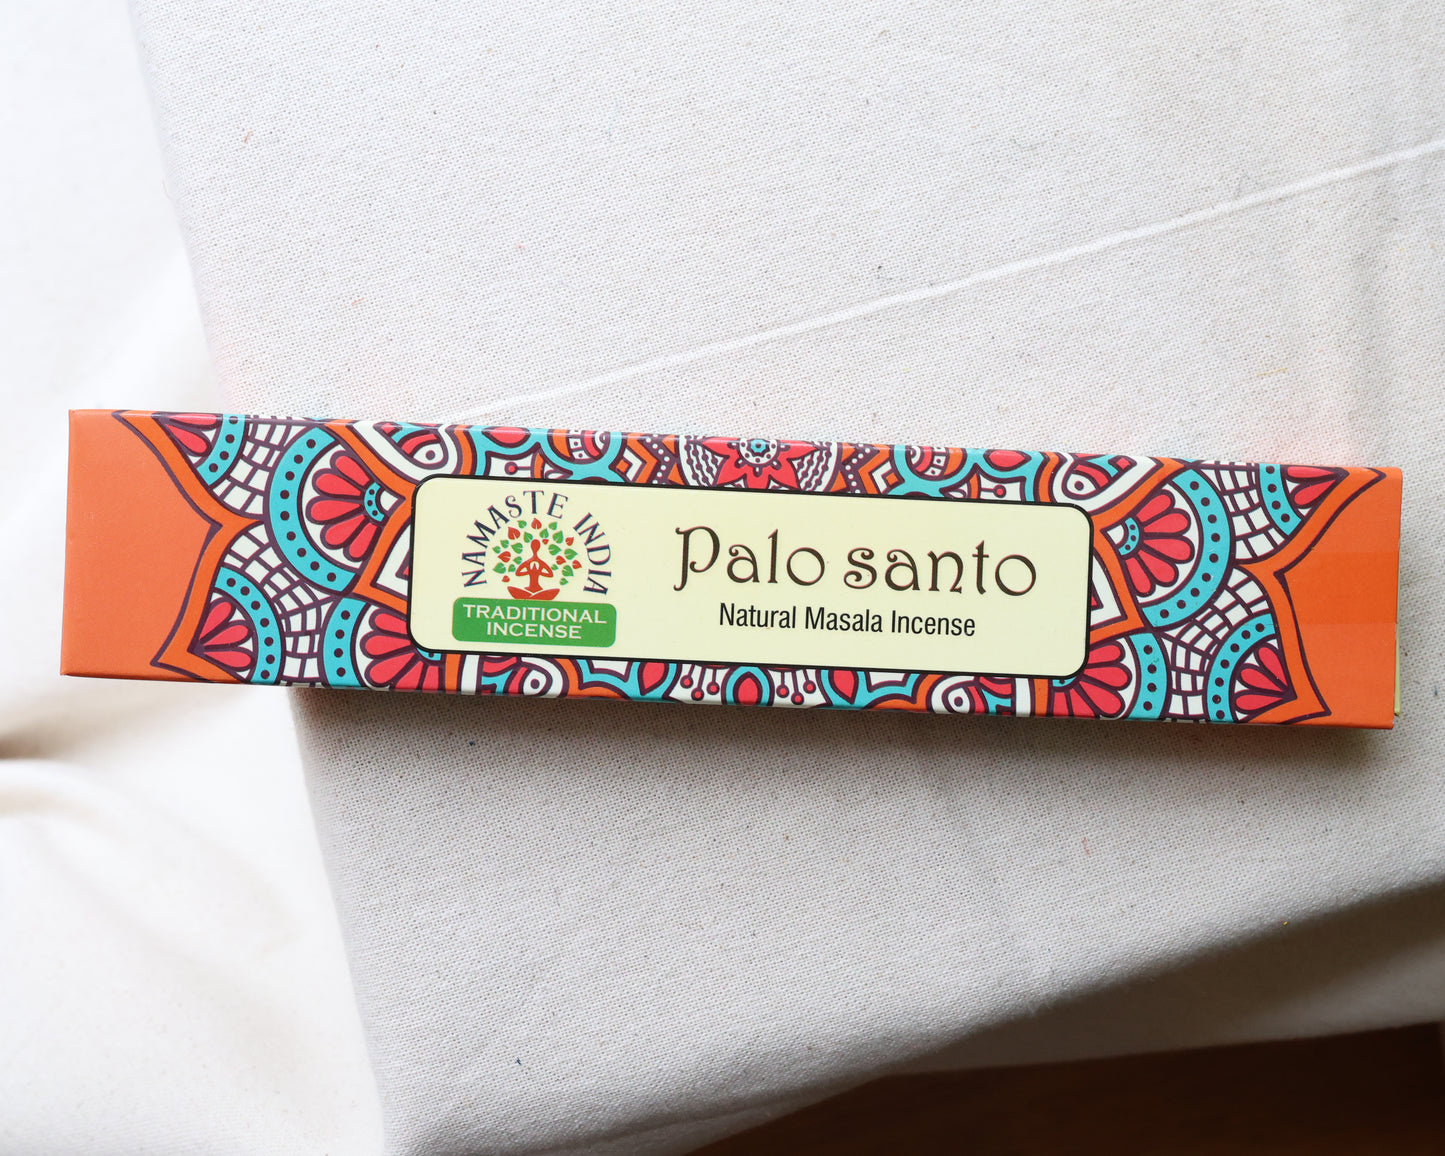 NAMASTE INDIA
TRADITIONAL
INCENSE
Palo santo
Natural Masala Incense